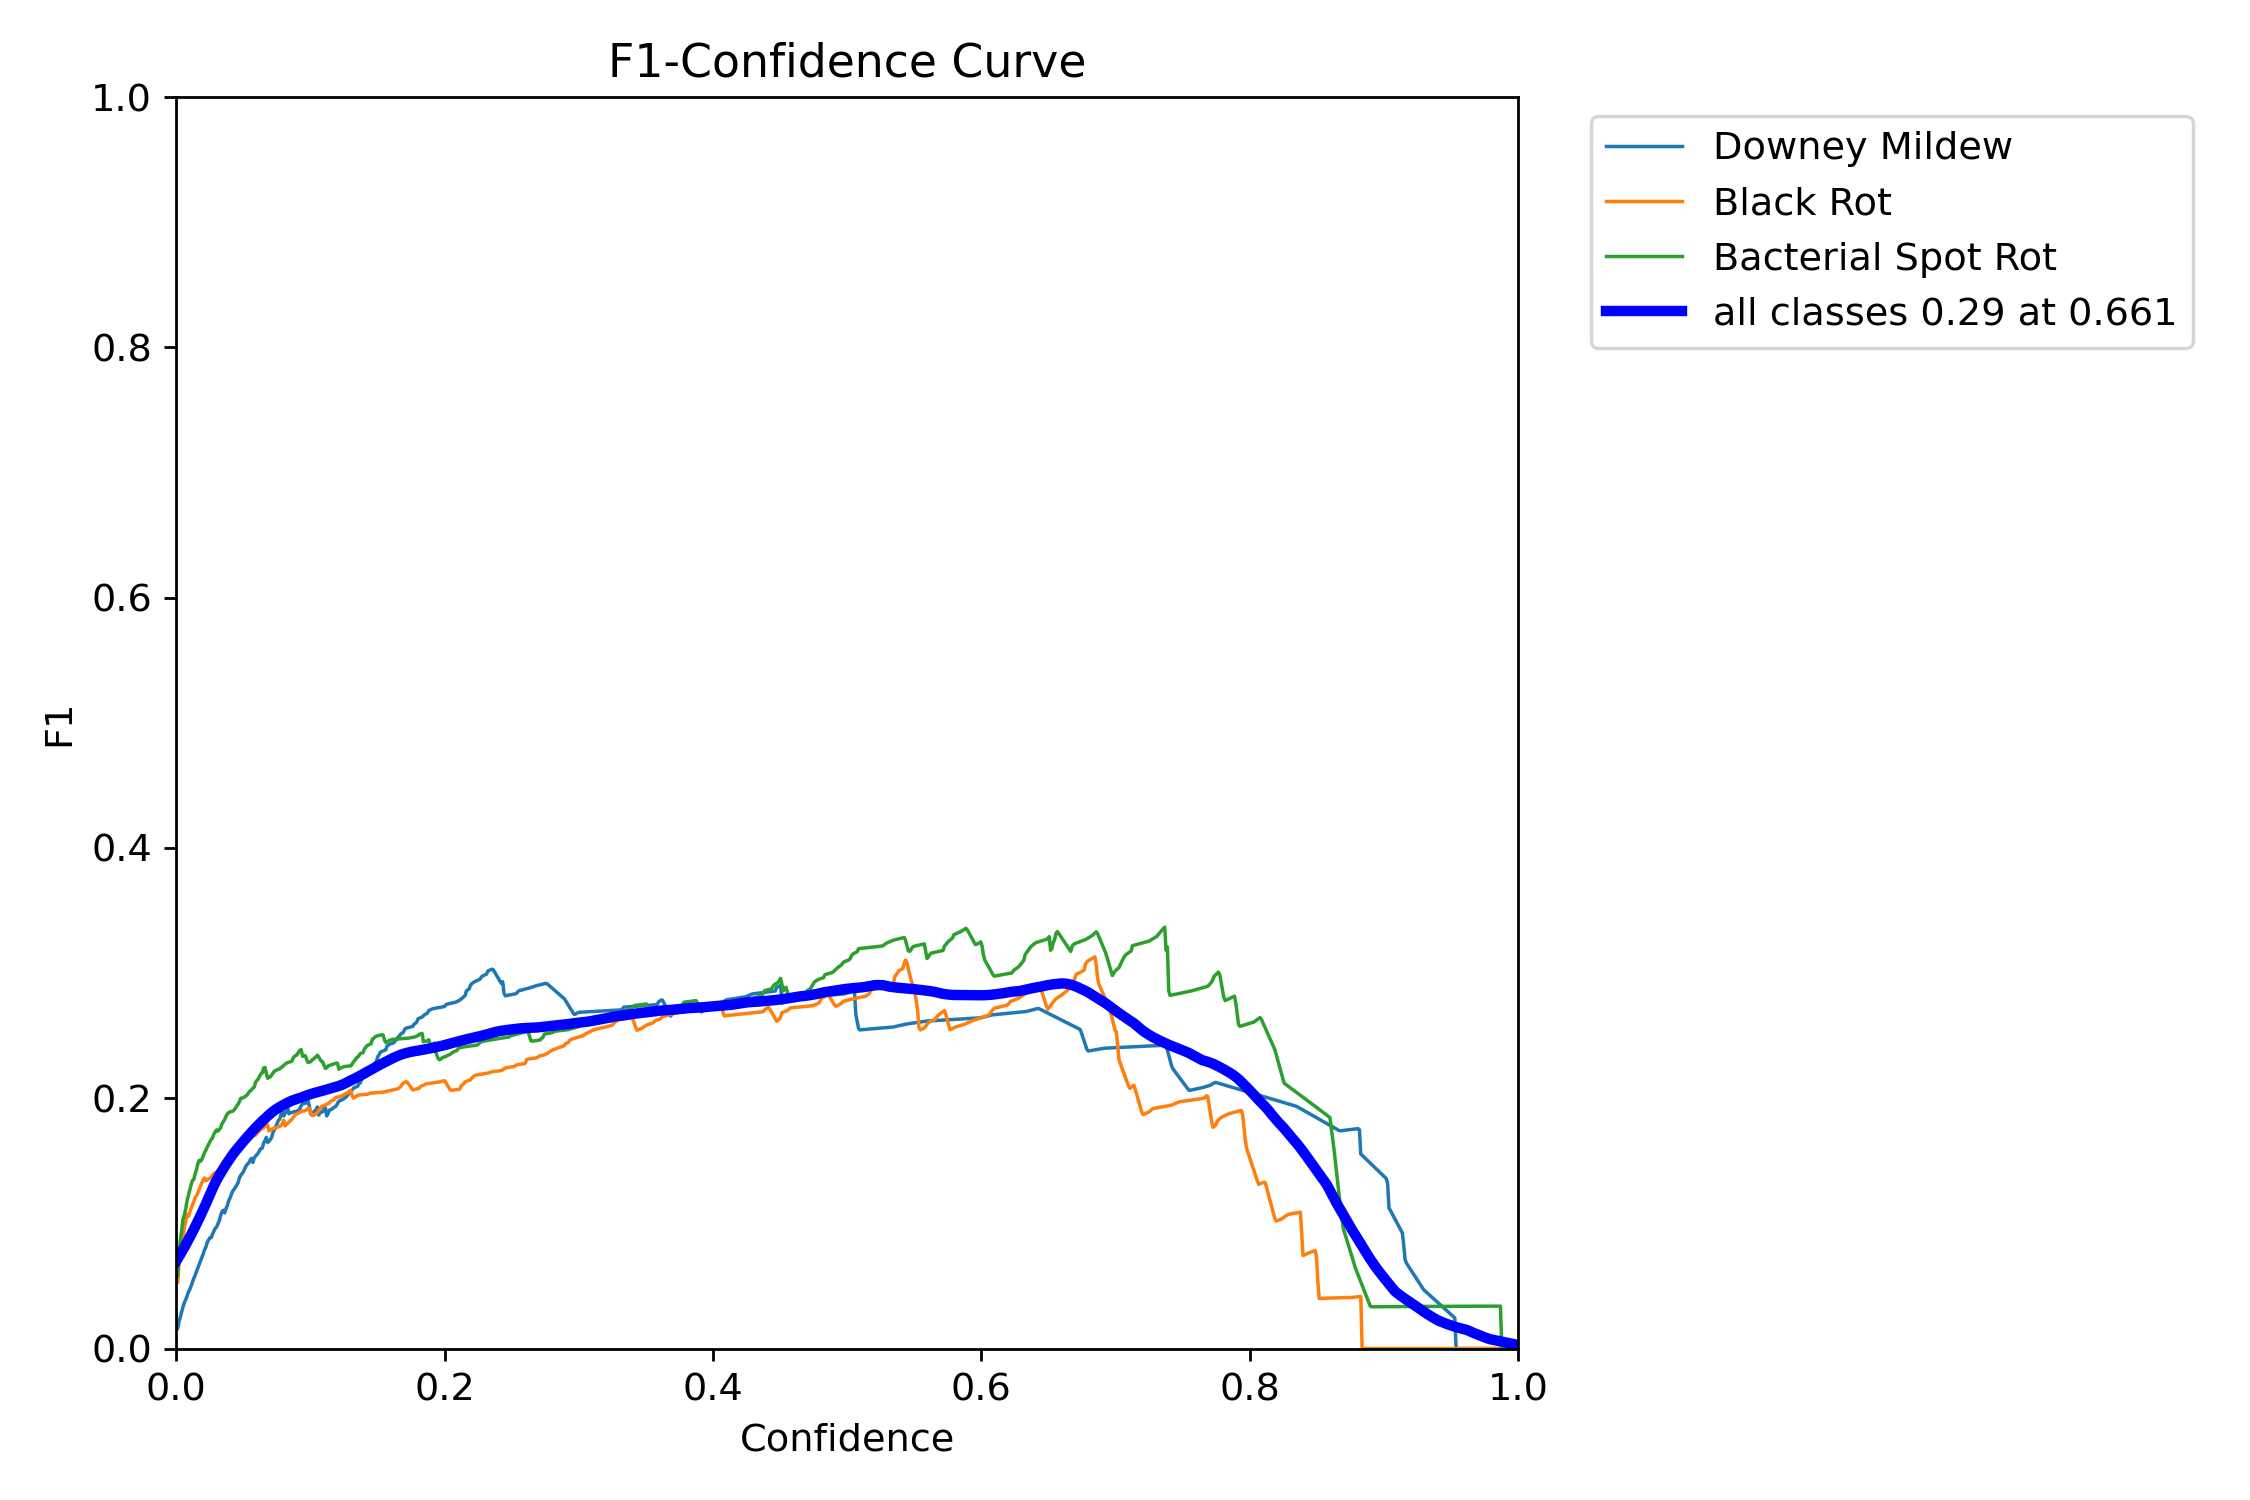 F1-Confidence Curve
1.0
0.8
0.6
0.4
0.2
0.0
F1
0.0 0.2 0.4 0.6 0.8 1.0
Confidence
Downey Mildew
Black Rot
Bacterial Spot Rot
all classes 0.29 at 0.661